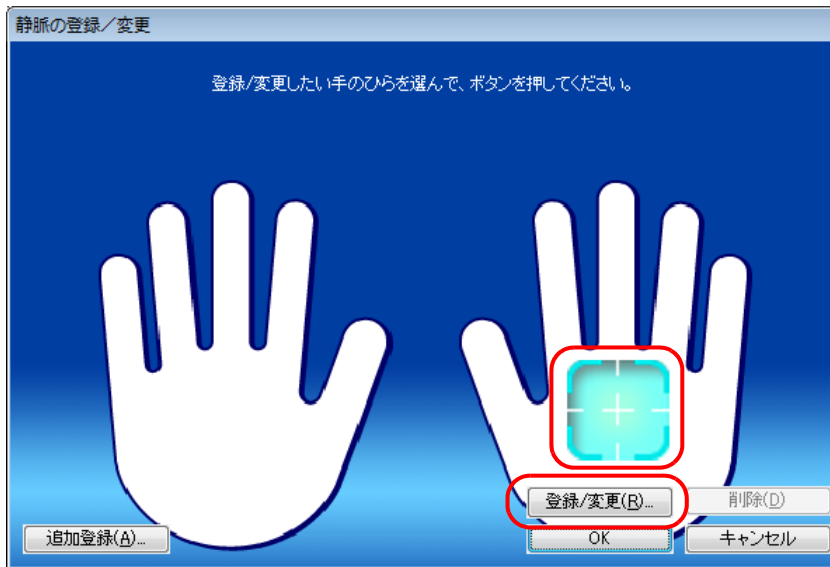 静脈の登録／変更
登録/変更したい手のひらを選んで、ボタンを押してください。
登録/変更(R)...
削除(D)
追加登録(A)...
OK
キャンセル